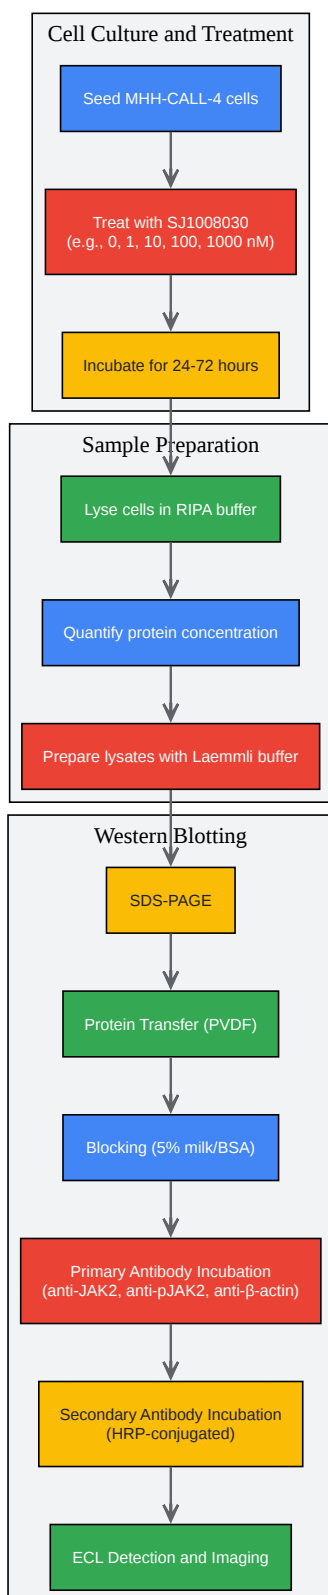 Cell Culture and Treatment
Seed MHH-CALL-4 cells
Treat with SJ1008030
(e.g., 0, 1, 10, 100, 1000 nM)
Incubate for 24-72 hours
Sample Preparation
Lyse cells in RIPA buffer
Quantify protein concentration
Prepare lysates with Laemmli buffer
Western Blotting
SDS-PAGE
Protein Transfer (PVDF)
Blocking (5% milk/BSA)
Primary Antibody Incubation
(anti-JAK2, anti-pJAK2, anti-β-actin)
Secondary Antibody Incubation
(HRP-conjugated)
ECL Detection and Imaging